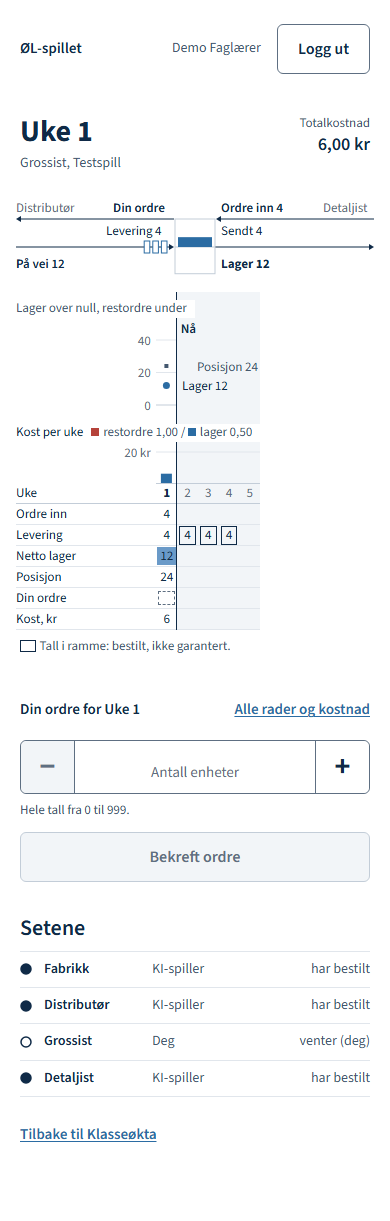 ØL-spillet
Demo Faglærer
Logg ut
Uke 1
Totalkostnad
6,00 kr
Grossist, Testspill
Distributør
Din ordre
Ordre inn 4
Detaljist
Levering 4
Sendt 4
På vei 12
Lager 12
Lager over null, restordre under
Nå
40
Posisjon 24
20
Lager 12
0
Kost per uke restordre 1,00 / lager 0,50
20 kr
Uke 1 2 3 4 5
Ordre inn 4
Levering 4 4 4 4
Netto lager 12
Posisjon 24
Din ordre
Kost, kr 6
Tall i ramme: bestilt, ikke garantert.
Din ordre for Uke 1
Alle rader og kostnad
− Antall enheter +
Hele tall fra 0 til 999.
Bekreft ordre
Setene
Fabrikk KI-spiller har bestilt
Distributør KI-spiller har bestilt
Grossist Deg venter (deg)
Detaljist KI-spiller har bestilt
Tilbake til Klasseøkta